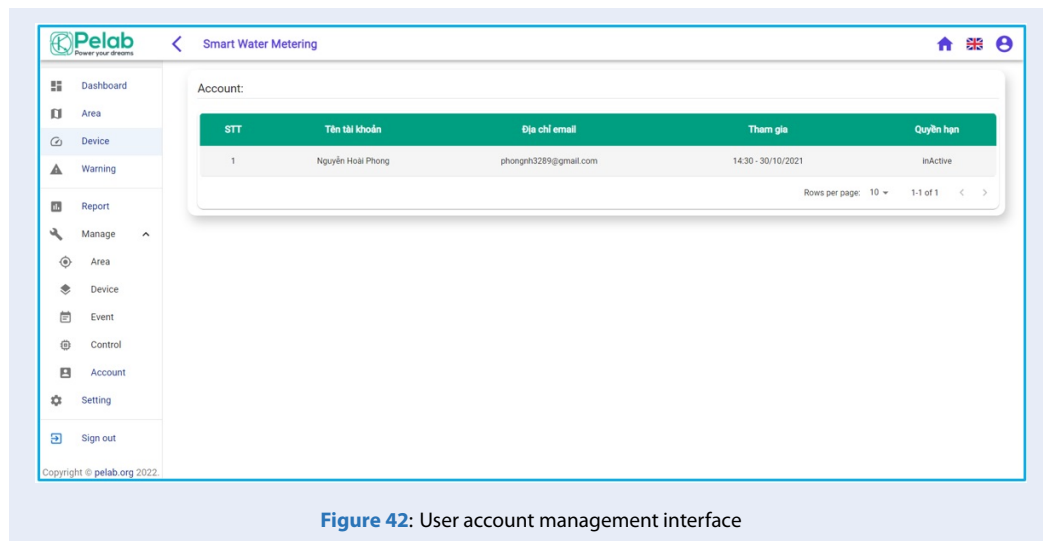 Pelab
Power your dreams
Smart Water Metering
Dashboard
Area
Device
Warning
Report
Manage
Area
Device
Event
Control
Account
Setting
Sign out
Copyright © pelab.org 2022.
Account:
STT Tên tài khoản Địa chỉ email Tham gia Quyền hạn
1 Nguyễn Hoài Phong phongnh3289@gmail.com 14:30 - 30/10/2021 inActive
Rows per page: 10 1-1 of 1
Figure 42: User account management interface